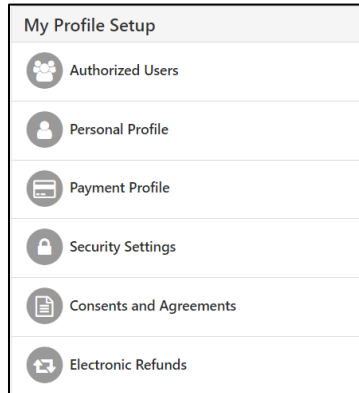 My Profile Setup
Authorized Users
Personal Profile
Payment Profile
Security Settings
Consents and Agreements
Electronic Refunds